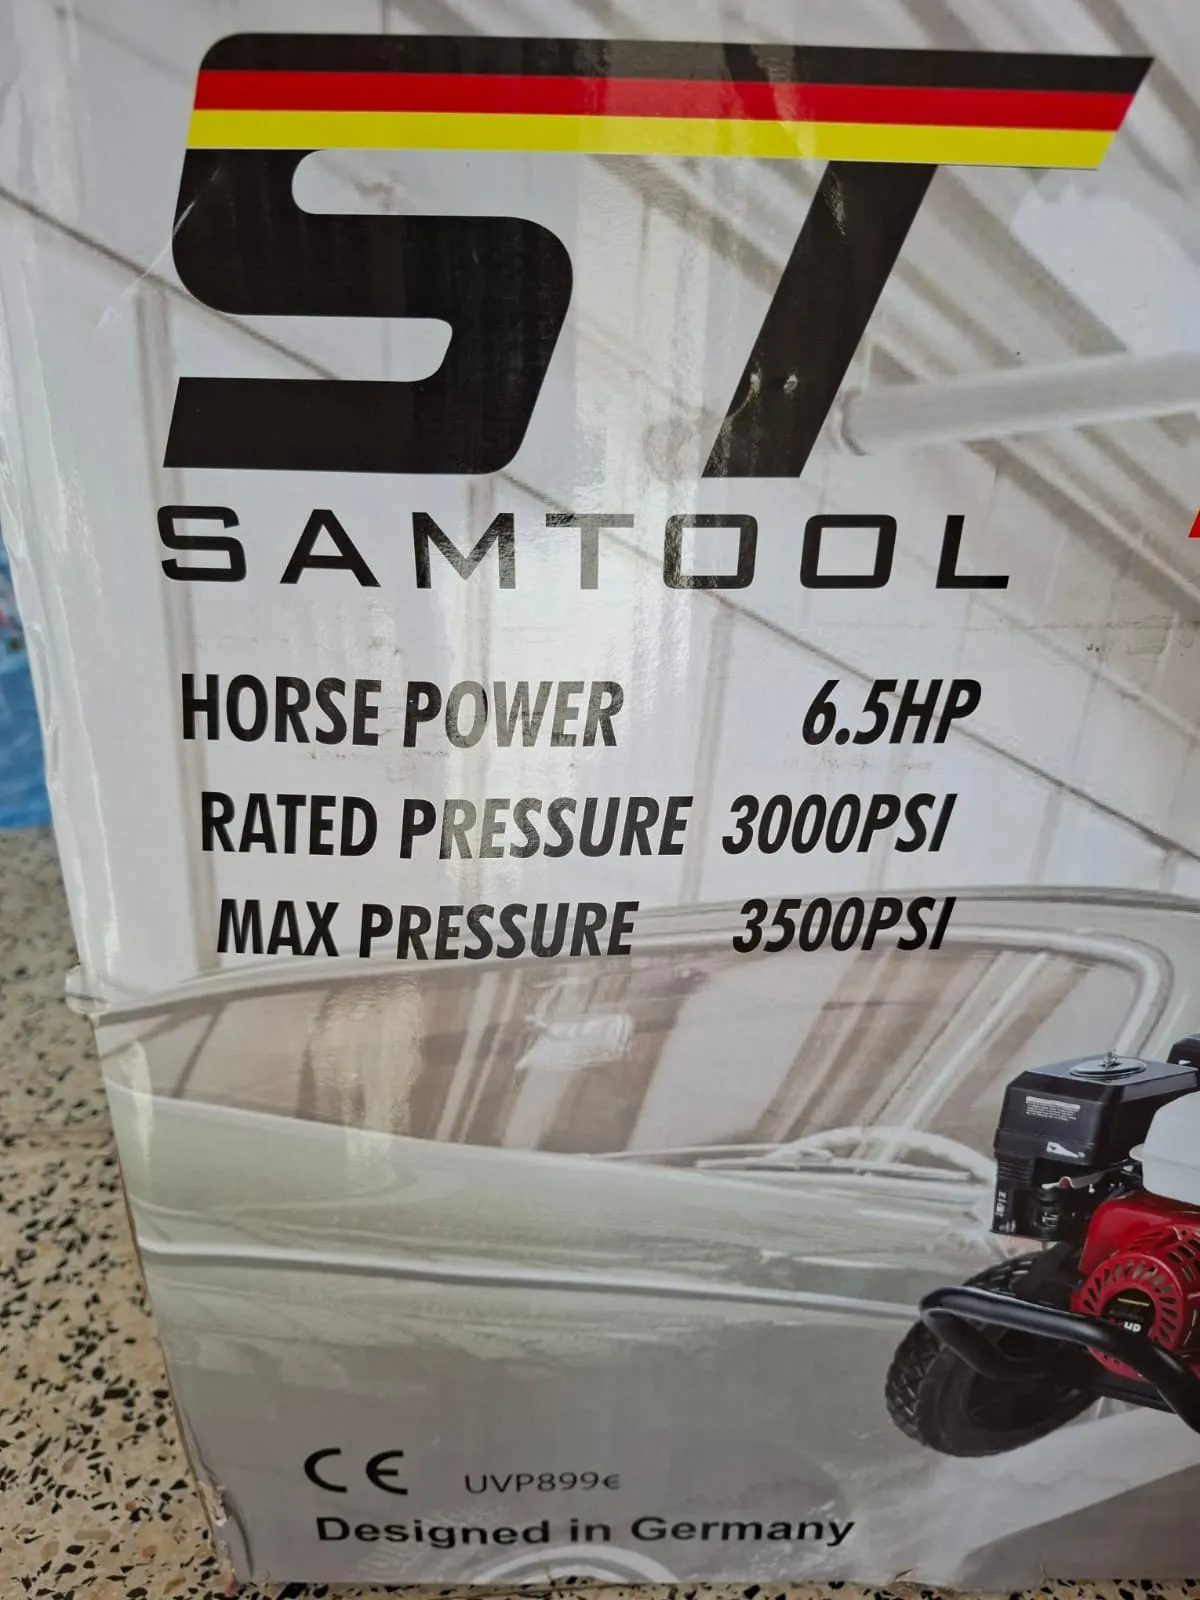 ST
SAMTOOL
HORSE POWER 6.5HP
RATED PRESSURE 3000PSI
MAX PRESSURE 3500PSI
CE UVP899€
Designed in Germany